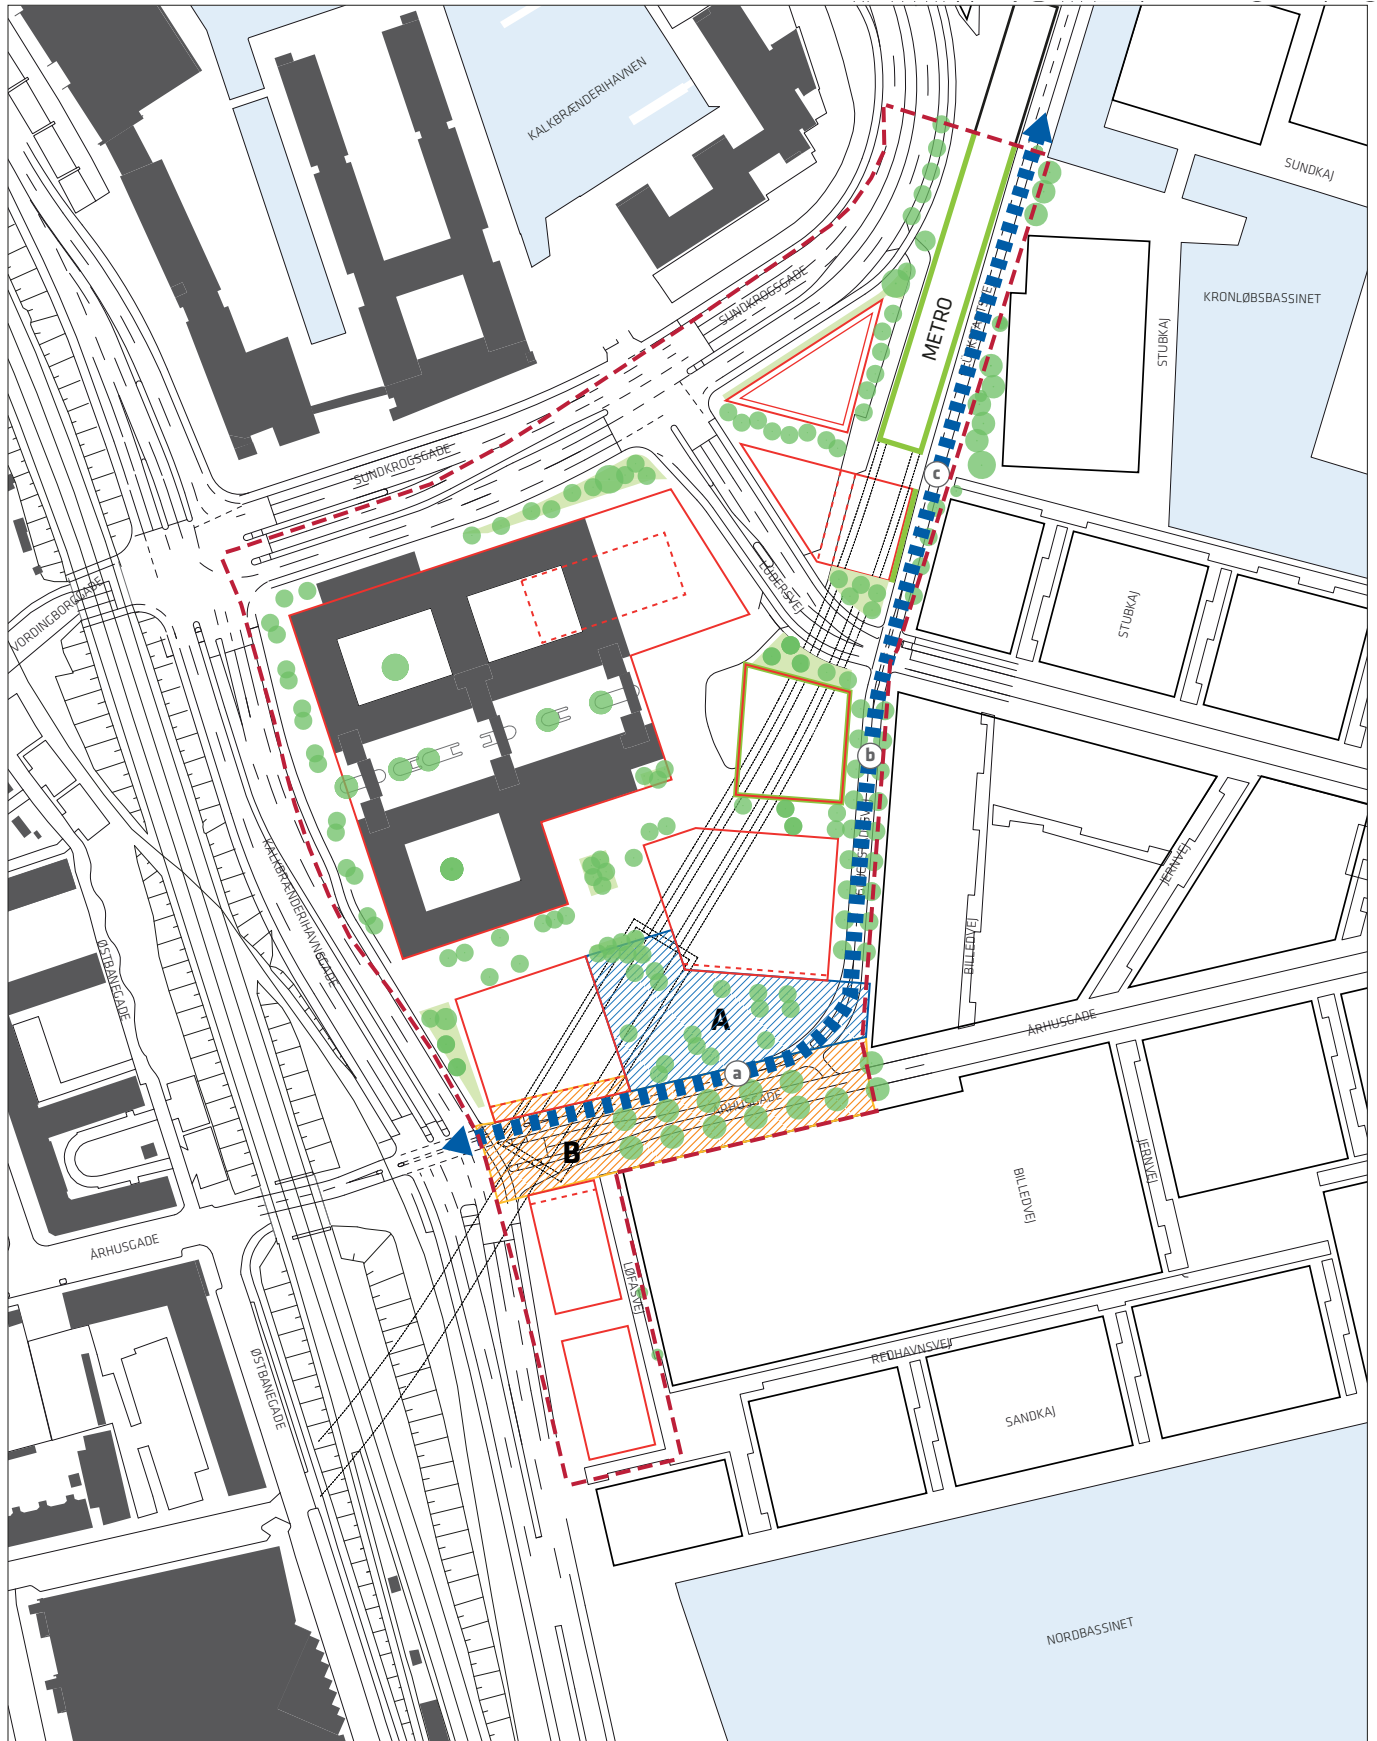 KALKBRÆNDERIHAVNEN
SUNDKAJ
KRONLØBSBASSINET
SUNDKROGSGADE
METRO
STUBKAJ
SUNDKROGSGADE
c
LÜDERSVEJ
VORDINGBORGGADE
STUBKAJ
b
JERNVEJ
KALKBRÆNDERIHAVNSGADE
BILLEDVEJ
ØSTBANEGADE
A
ÅRHUSGADE
a
ÅRHUSGADE
B
JERNVEJ
BILLEDVEJ
ÅRHUSGADE
LØFASVEJ
REDHAVNSVEJ
ØSTBANEGADE
SANDKAJ
NORDBASSINET